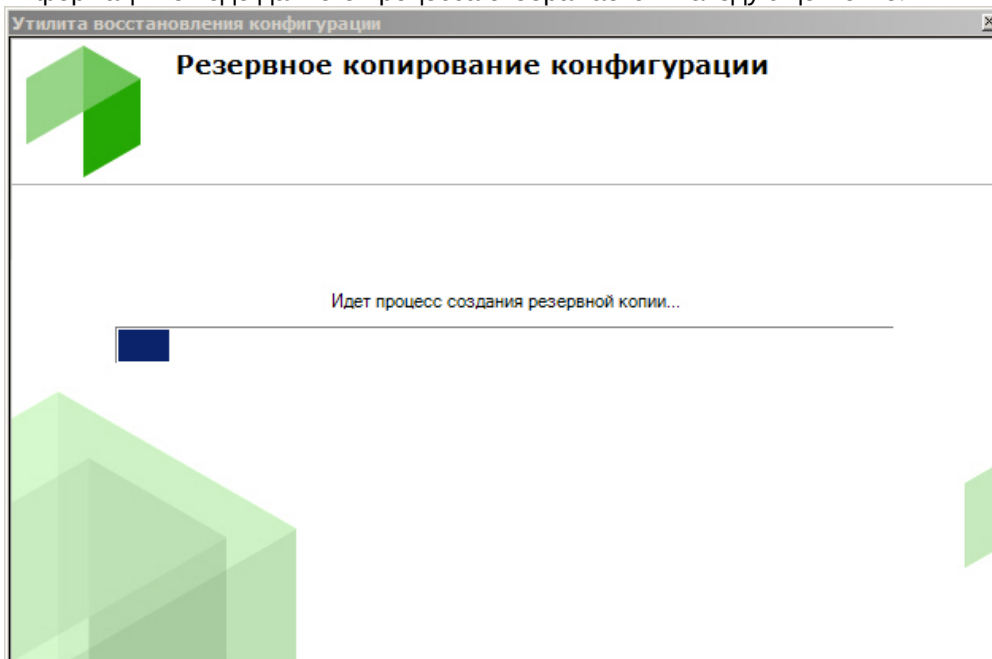 Утилита восстановления конфигурации
Резервное копирование конфигурации
Идет процесс создания резервной копии...